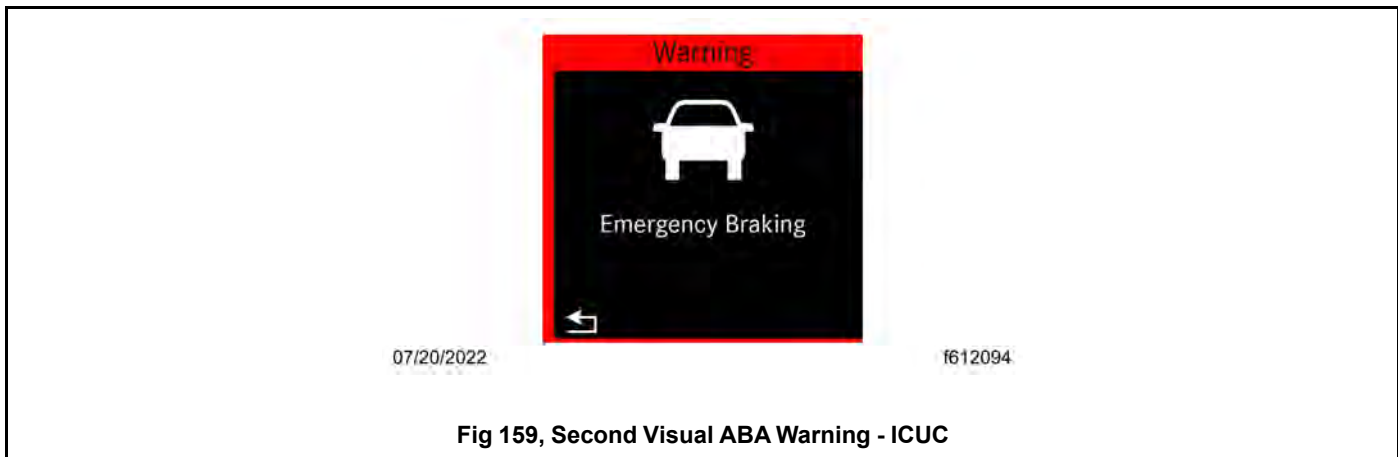 Warning
Emergency Braking
07/20/2022
f612094
Fig 159, Second Visual ABA Warning - ICUC